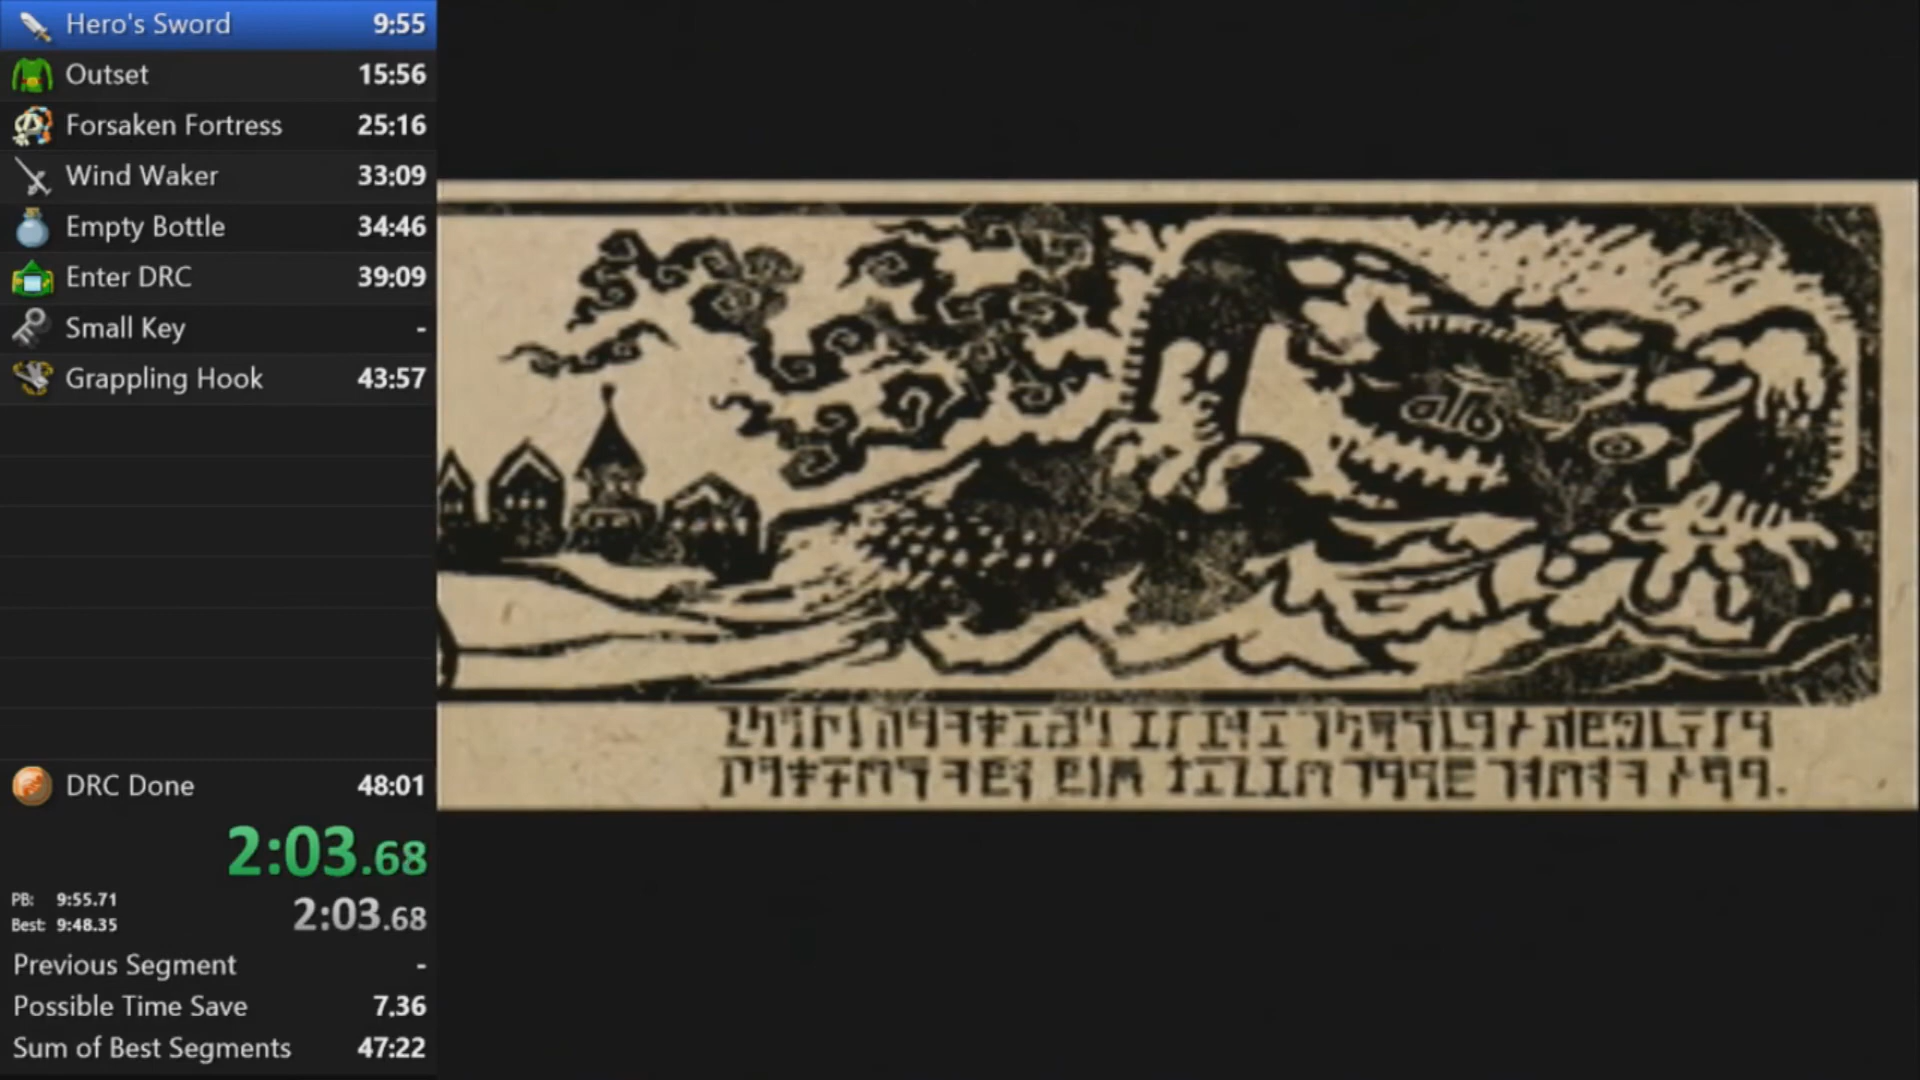 Hero's Sword 9:55
Outset 15:56
Forsaken Fortress 25:16
Wind Waker 33:09
Empty Bottle 34:46
Enter DRC 39:09
Small Key -
Grappling Hook 43:57
DRC Done 48:01
2:03.68
PB: 9:55.71
Best: 9:48.35
2:03.68
Previous Segment -
Possible Time Save 7.36
Sum of Best Segments 47:22